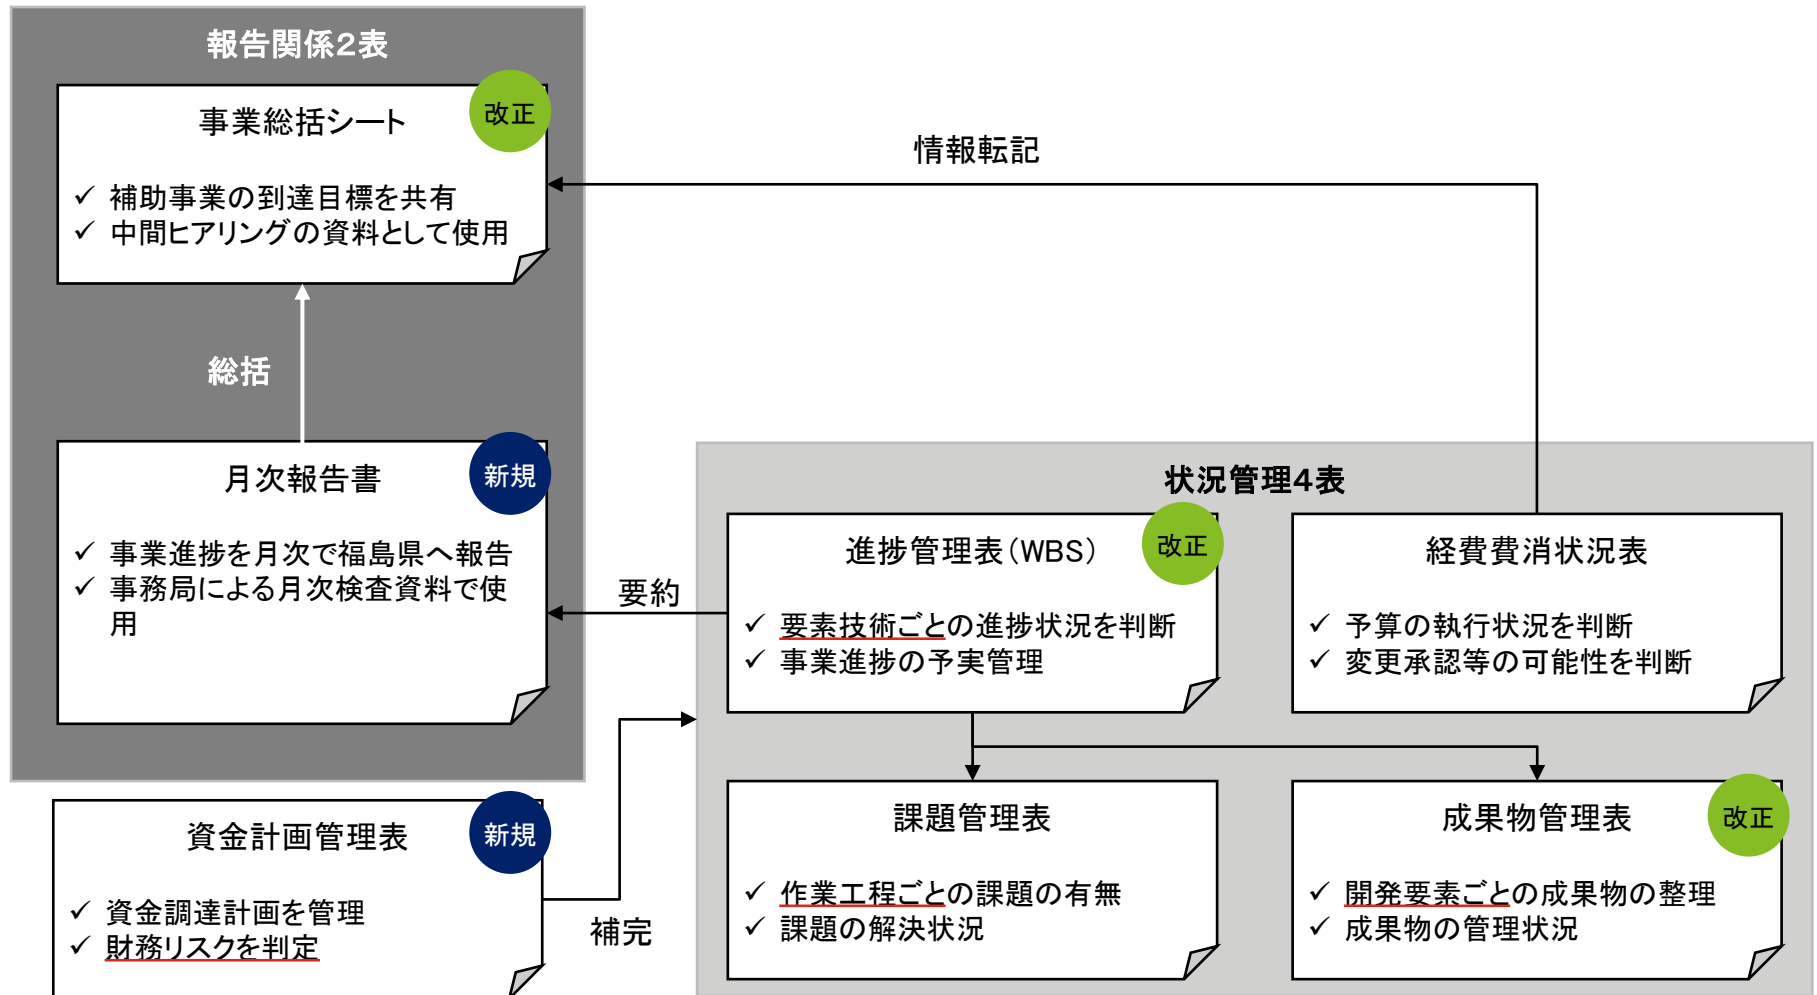 報告関係２表
事業総括シート
改正
✓ 補助事業の到達目標を共有
✓ 中間ヒアリングの資料として使用
情報転記
総括
月次報告書
新規
✓ 事業進捗を月次で福島県へ報告
✓ 事務局による月次検査資料で使
用
要約
状況管理４表
進捗管理表（WBS）
改正
✓ 要素技術ごとの進捗状況を判断
✓ 事業進捗の予実管理
経費費消状況表
✓ 予算の執行状況を判断
✓ 変更承認等の可能性を判断
資金計画管理表
新規
✓ 資金調達計画を管理
✓ 財務リスクを判定
補完
課題管理表
✓ 作業工程ごとの課題の有無
✓ 課題の解決状況
成果物管理表
改正
✓ 開発要素ごとの成果物の整理
✓ 成果物の管理状況